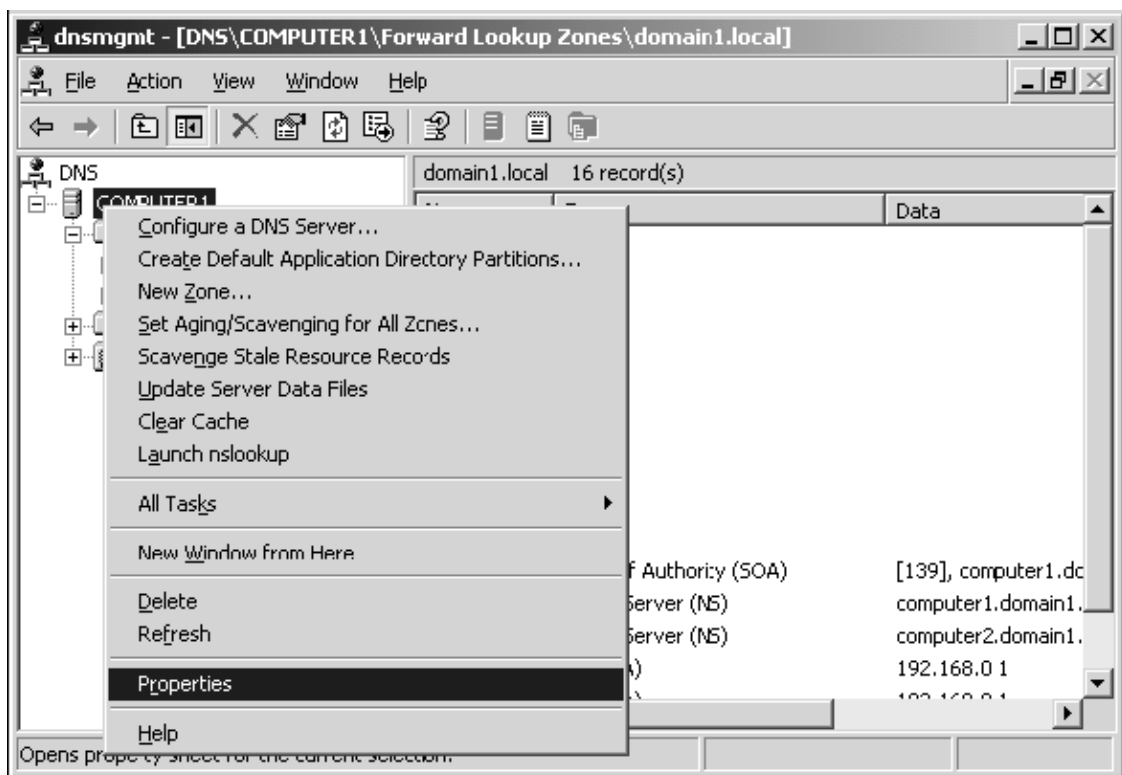 dnsmgmt - [DNS\COMPUTER1\Forward Lookup Zones\domain1.local]
File Action View Window Help
DNS
domain1.local 16 record(s)
COMPUTER1
Data
Configure a DNS Server...
Create Default Application Directory Partitions...
New Zone...
Set Aging/Scavenging for All Zones...
Scavenge Stale Resource Records
Update Server Data Files
Clear Cache
Launch nslookup
All Tasks
New Window from Here
f Authority (SOA) [139], computer1.do
Delete
Server (NS) computer1.domain1.
Refresh
Server (NS) computer2.domain1.
A) 192.168.0 1
Properties
Help
Opens property sheet for the current selection.